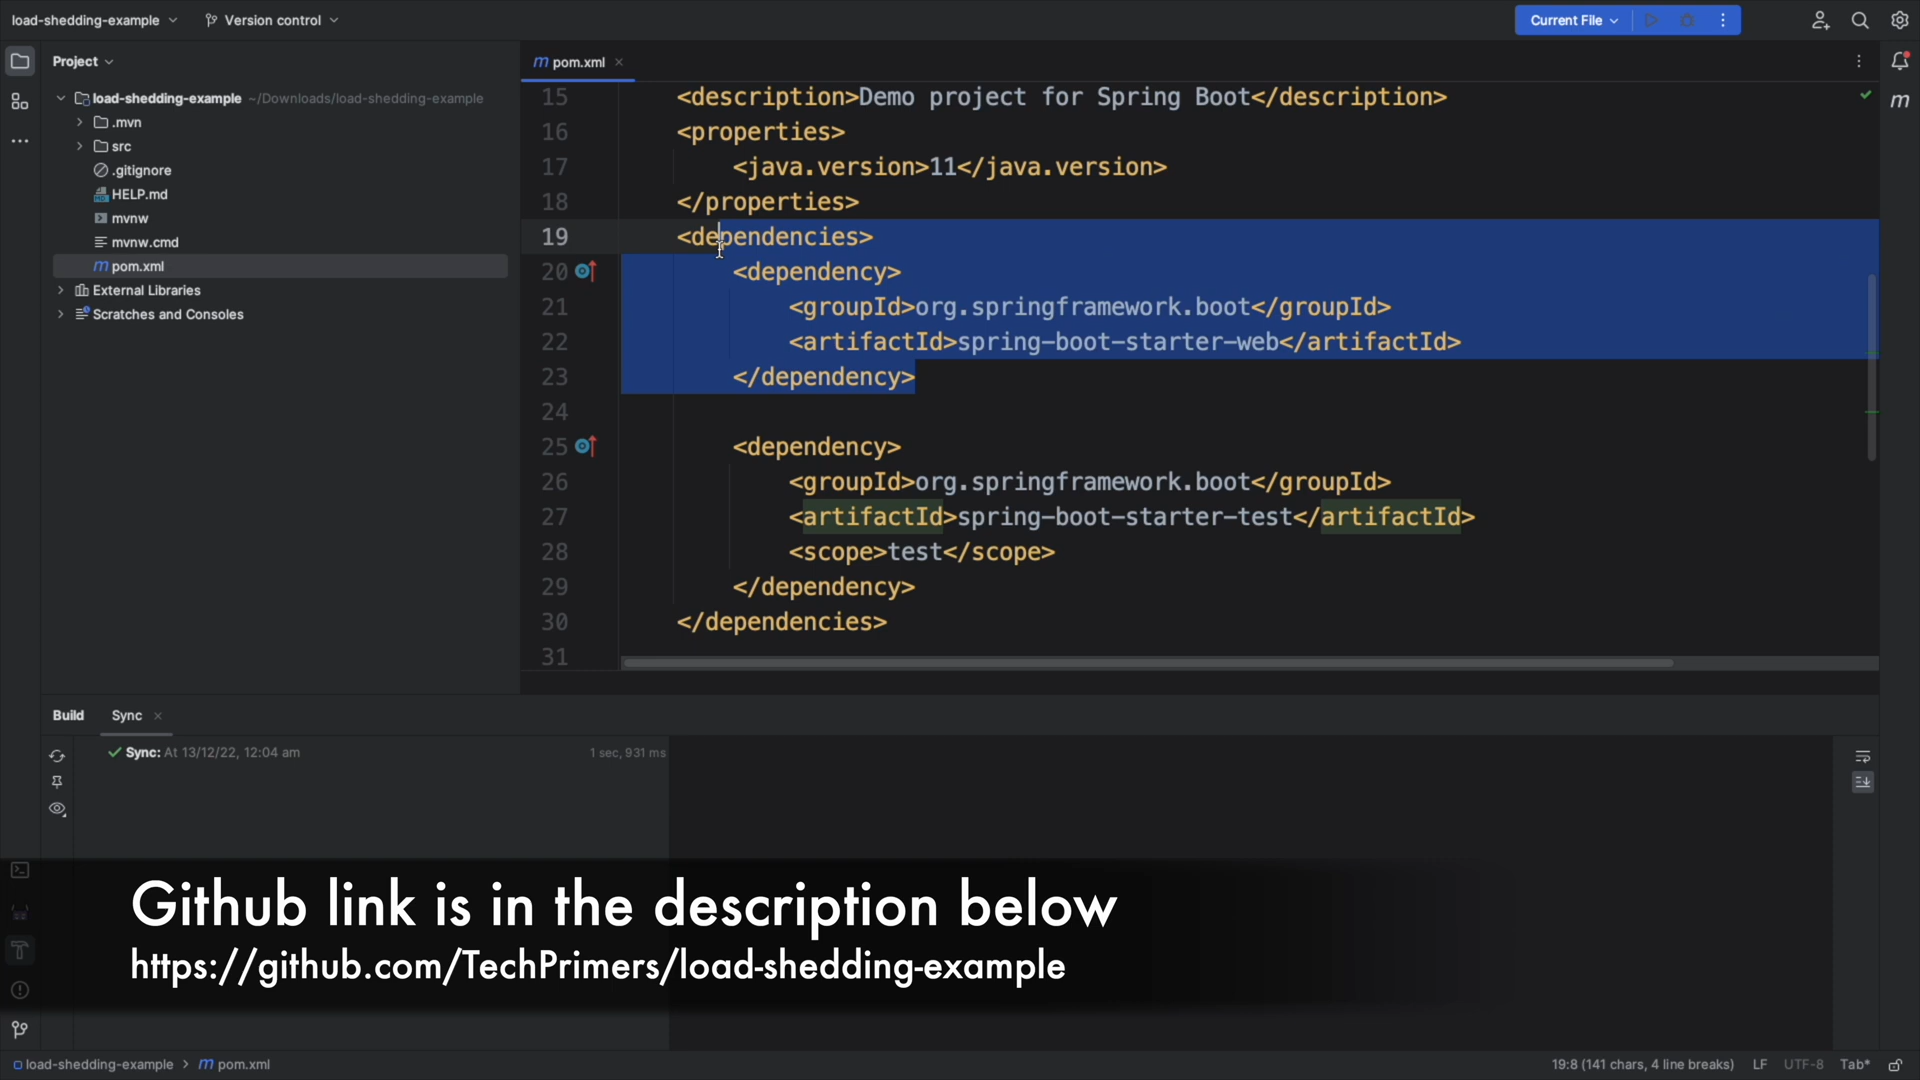 load-shedding-example
Version control
Current File
Project
pom.xml
load-shedding-example ~/Downloads/load-shedding-example
.mvn
src
.gitignore
HELP.md
mvnw
mvnw.cmd
pom.xml
External Libraries
Scratches and Consoles
15 <description>Demo project for Spring Boot</description>
16 <properties>
17 <java.version>11</java.version>
18 </properties>
19 <dependencies>
20 <dependency>
21 <groupId>org.springframework.boot</groupId>
22 <artifactId>spring-boot-starter-web</artifactId>
23 </dependency>
24
25 <dependency>
26 <groupId>org.springframework.boot</groupId>
27 <artifactId>spring-boot-starter-test</artifactId>
28 <scope>test</scope>
29 </dependency>
30 </dependencies>
31
Build Sync
Sync: At 13/12/22, 12:04 am 1 sec, 931 ms
Github link is in the description below
https://github.com/TechPrimers/load-shedding-example
load-shedding-example > m pom.xml
19:8 (141 chars, 4 line breaks) LF UTF-8 Tab*